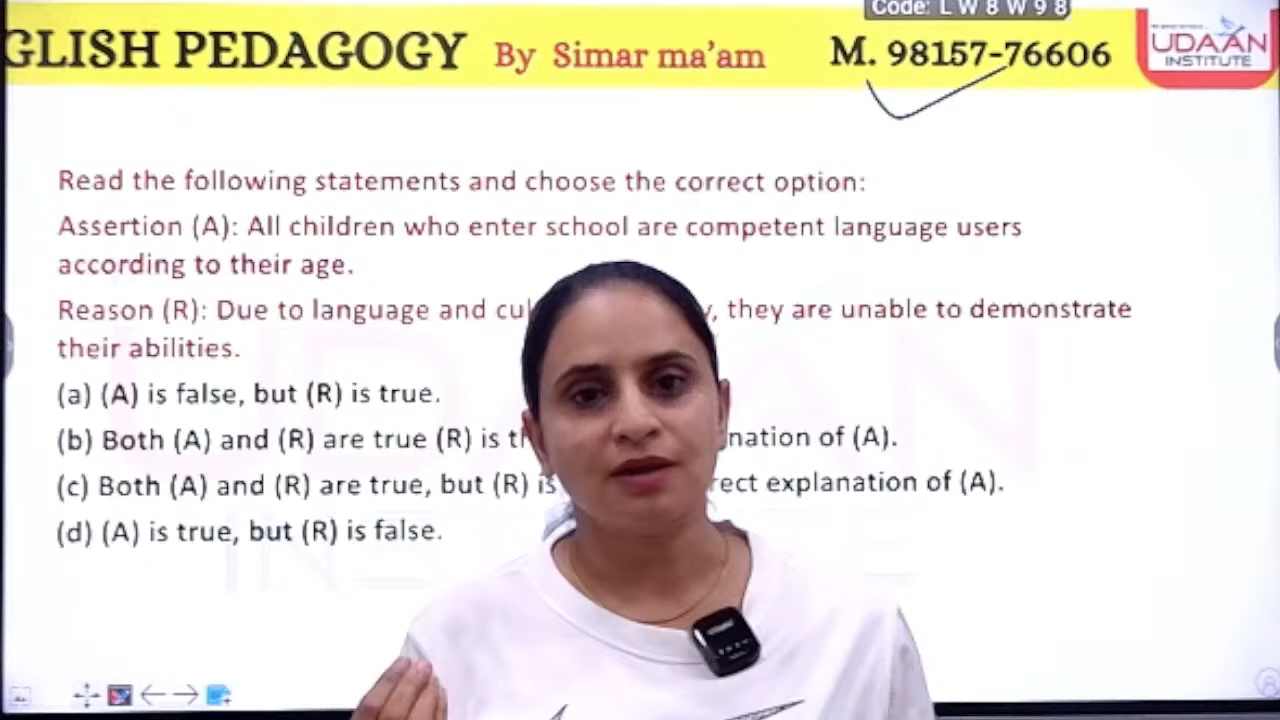 Code: L W 8 W 9 8
GLISH PEDAGOGY By Simar ma'am M. 98157-76606
UDAAN
INSTITUTE
Read the following statements and choose the correct option:
Assertion (A): All children who enter school are competent language users
according to their age.
Reason (R): Due to language and cul , they are unable to demonstrate
their abilities.
(a) (A) is false, but (R) is true.
(b) Both (A) and (R) are true (R) is th nation of (A).
(c) Both (A) and (R) are true, but (R) is rect explanation of (A).
(d) (A) is true, but (R) is false.